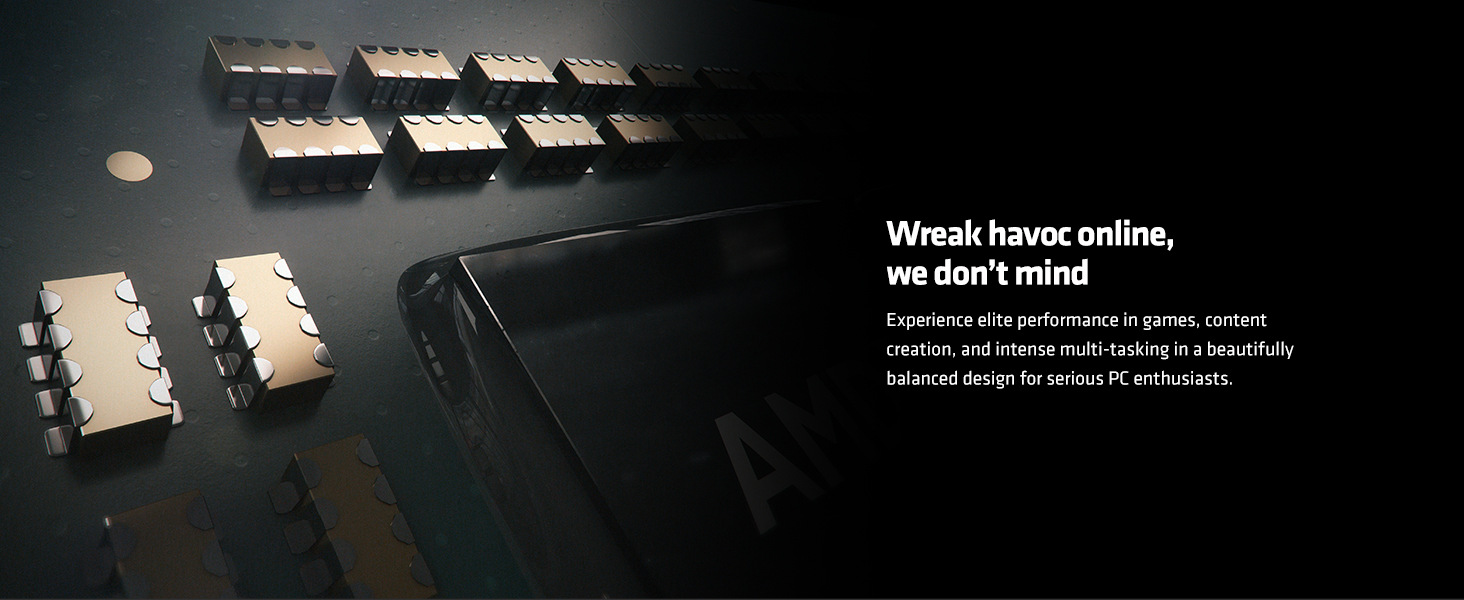 Wreak havoc online,
we don't mind
Experience elite performance in games, content
creation, and intense multi-tasking in a beautifully
balanced design for serious PC enthusiasts.
AM